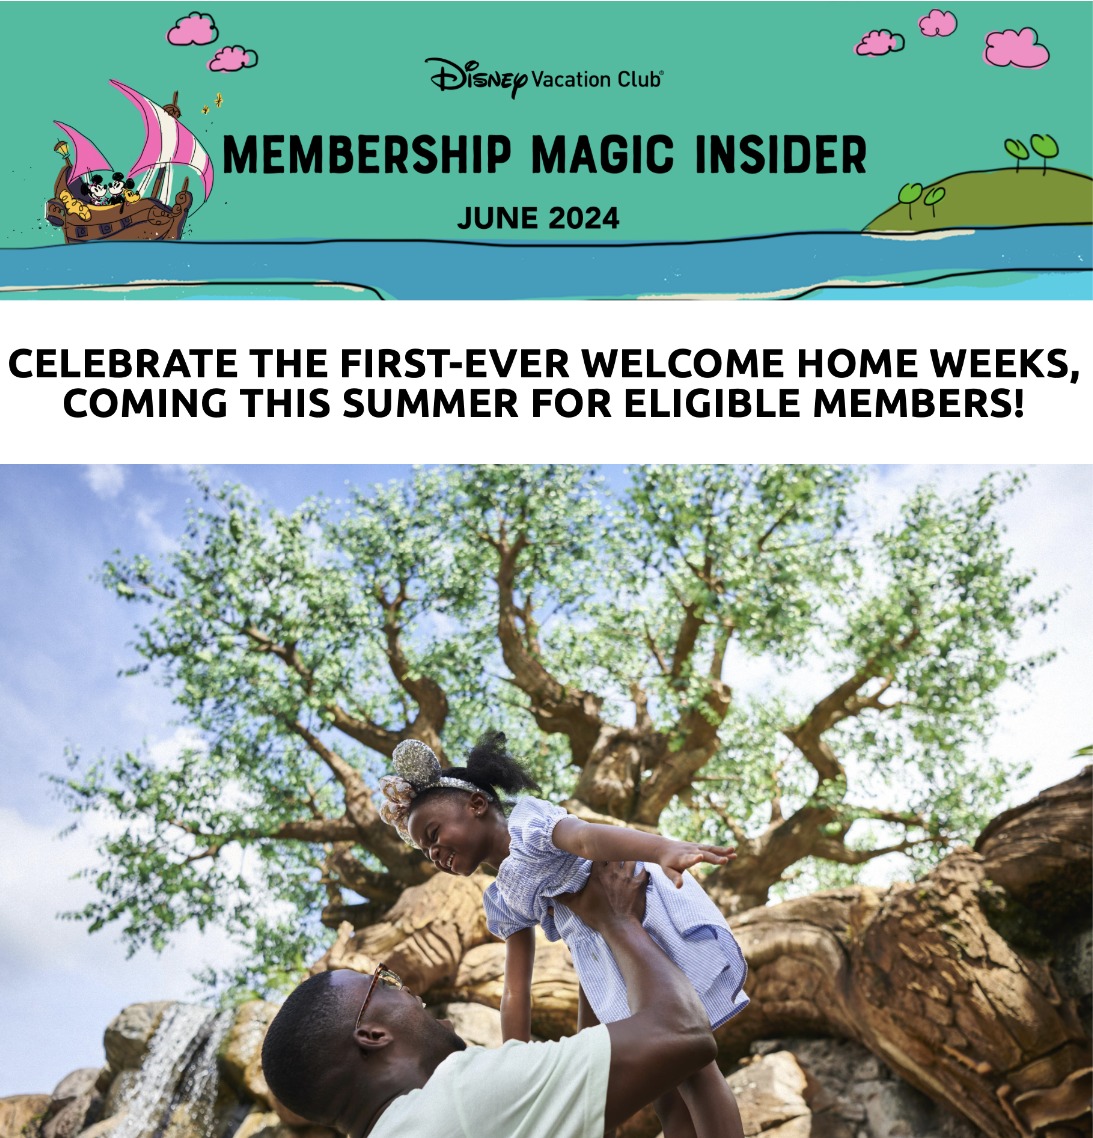 Disney Vacation Club®
MEMBERSHIP MAGIC INSIDER
JUNE 2024
CELEBRATE THE FIRST-EVER WELCOME HOME WEEKS,
COMING THIS SUMMER FOR ELIGIBLE MEMBERS!